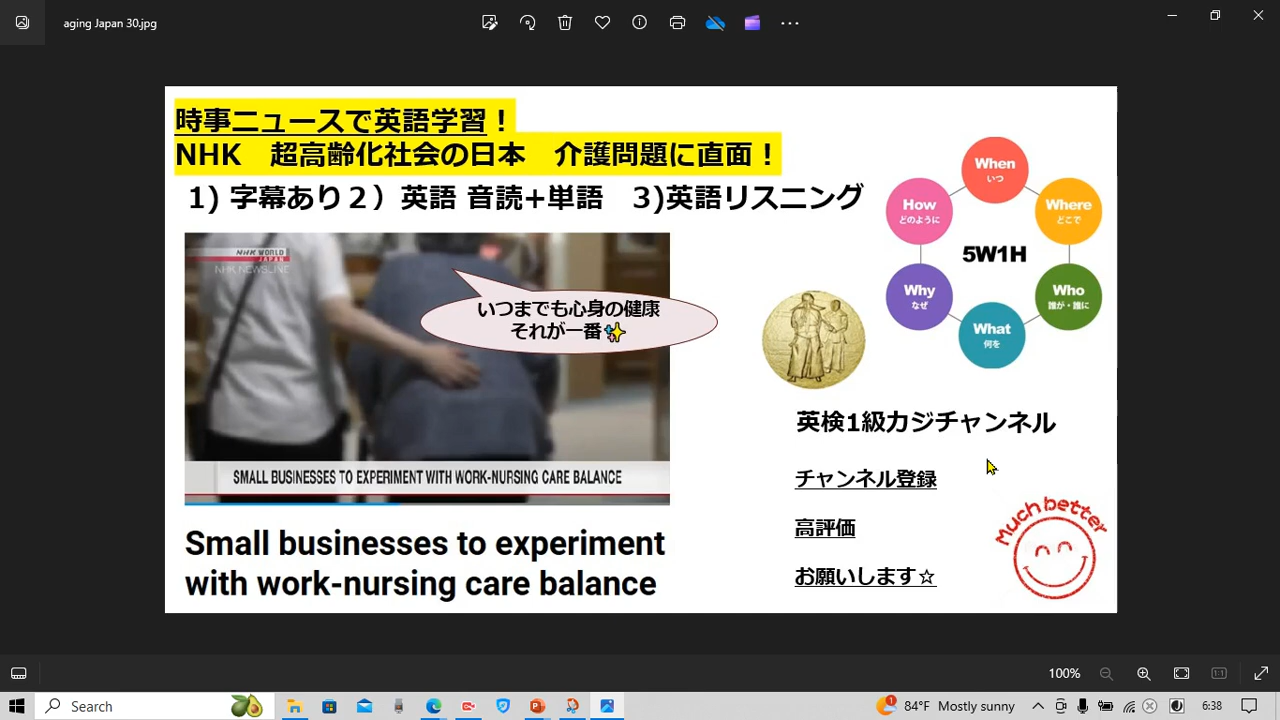 aging Japan 30.jpg
時事ニュースで英語学習！
NHK　超高齢化社会の日本　介護問題に直面！
1) 字幕あり２）英語 音読+単語　3)英語リスニング
NHK WORLD
JAPAN
NHK NEWSLINE
いつまでも心身の健康
それが一番✨
SMALL BUSINESSES TO EXPERIMENT WITH WORK-NURSING CARE BALANCE
Small businesses to experiment
with work-nursing care balance
When
いつ
Where
どこで
Who
誰が・誰に
What
何を
Why
なぜ
How
どのように
5W1H
英検1級カジチャンネル
チャンネル登録
高評価
お願いします☆
Much better
100%
Search
1
84°F Mostly sunny
6:38